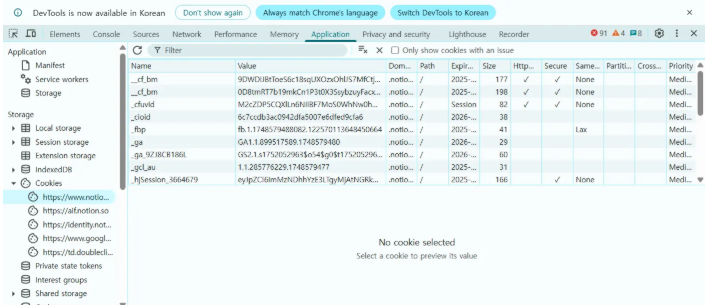 DevTools is now available in Korean Don't show again Always match Chrome's language Switch DevTools to Korean
Elements Console Sources Network Performance Memory Application Privacy and security Lighthouse Recorder 91 4 8
Application
Manifest
Service workers
Storage
Storage
Local storage
Session storage
Extension storage
IndexedDB
Cookies
https://www.notio...
https://aif.notion.so
https://identity.not...
https://www.googl...
https://td.doublecli...
Private state tokens
Interest groups
Shared storage
Filter Only show cookies with an issue
Name Value Dom... Path Expir... Size Http... Secure Same... Partiti... Cross... Priority
__cf_bm .notio... / 2025-... 177 ✓ ✓ None Medi...
__cf_bm .notio... / 2025-... 198 ✓ ✓ None Medi...
_cfuvid .notio... / Session 82 ✓ ✓ None Medi...
_cioid 6c7ccdb3ac0942dfa5007e6dfed9cfa6 .notio... / 2026-... 38 Medi...
_fbp fb.1.1748579488082.122570113648450664 .notio... / 2025-... 41 Lax Medi...
_ga GA1.1.899517589.1748579480 .notio... / 2026-... 29 Medi...
_ga_9ZJ8CB186L GS2.1.s1752052963$o54$g0$t175205296... .notio... / 2026-... 60 Medi...
_gcl_au 1.1.285776229.1748579477 .notio... / 2025-... 31 Medi...
_hjSession_3664679 .notio... / 2025-... 166 ✓ None Medi...
No cookie selected
Select a cookie to preview its value